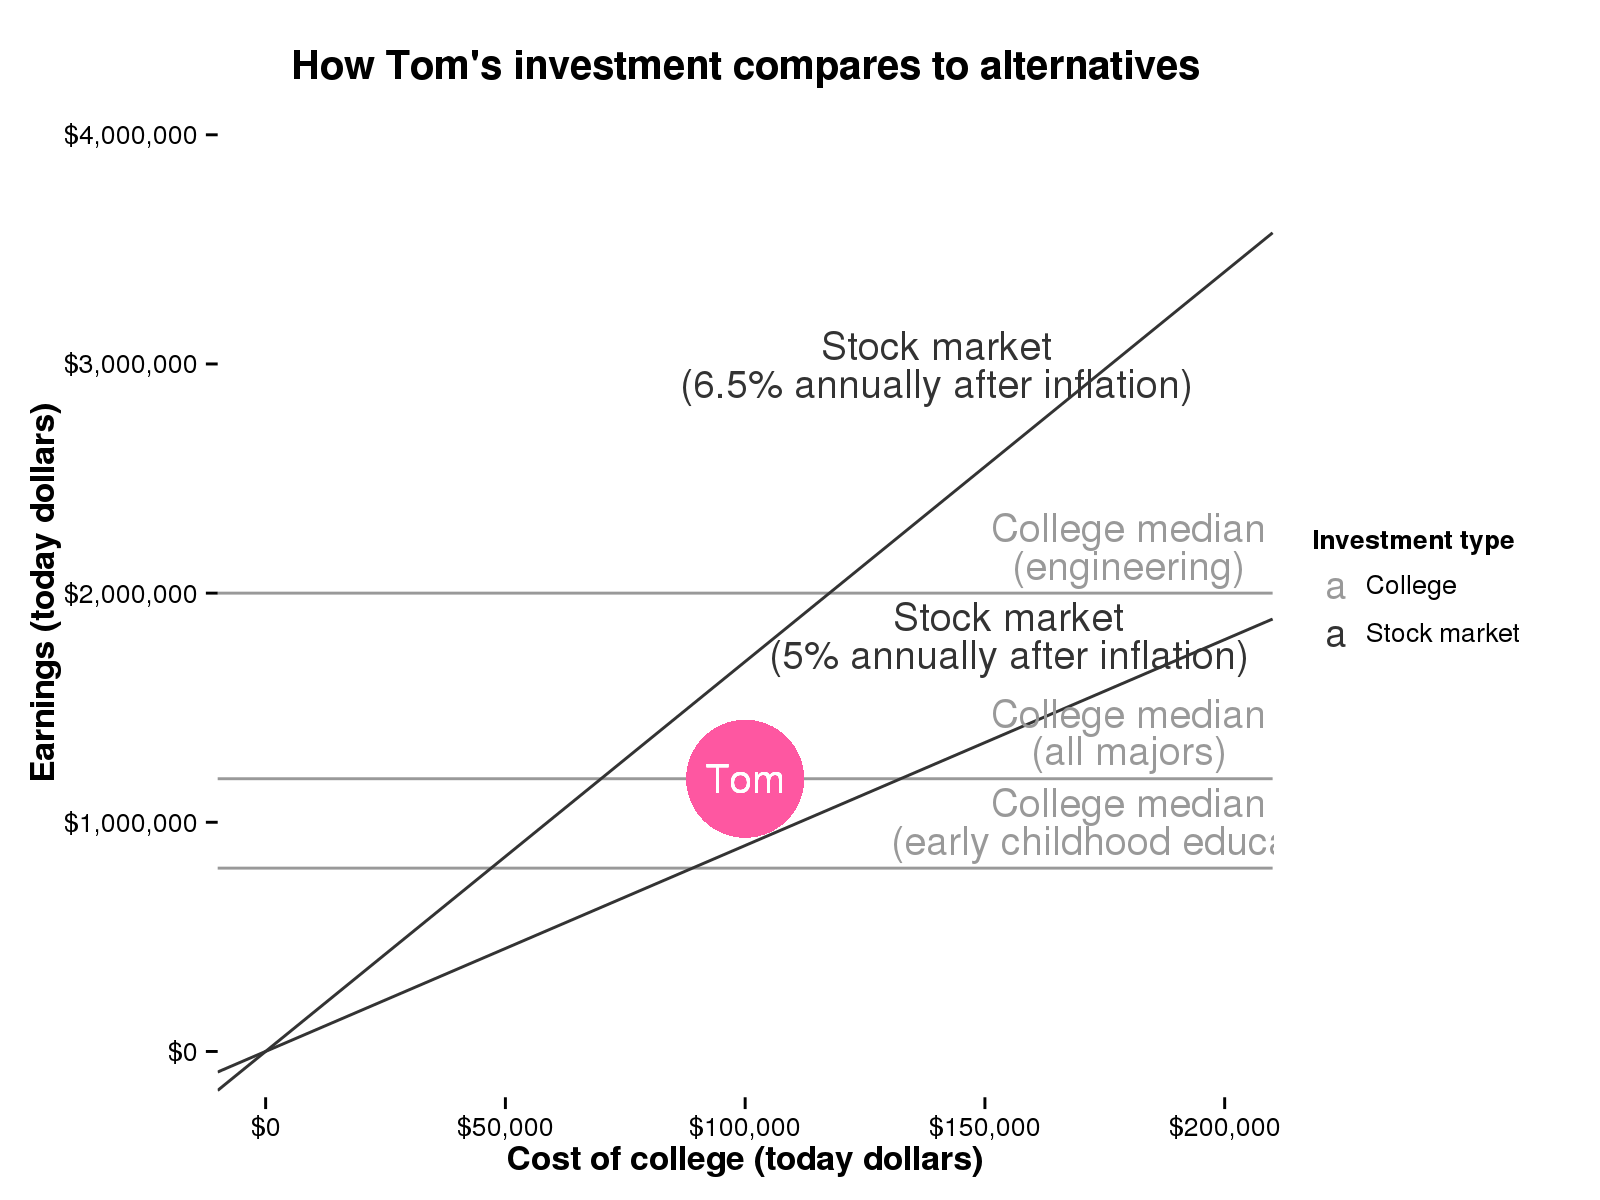 How Tom's investment compares to alternatives
Earnings (today dollars)
$4,000,000
$3,000,000
$2,000,000
$1,000,000
$0
Stock market
(6.5% annually after inflation)
College median
(engineering)
Stock market
(5% annually after inflation)
College median
(all majors)
Tom
College median
(early childhood educa
$0
$50,000
$100,000
$150,000
$200,000
Cost of college (today dollars)
Investment type
a College
a Stock market